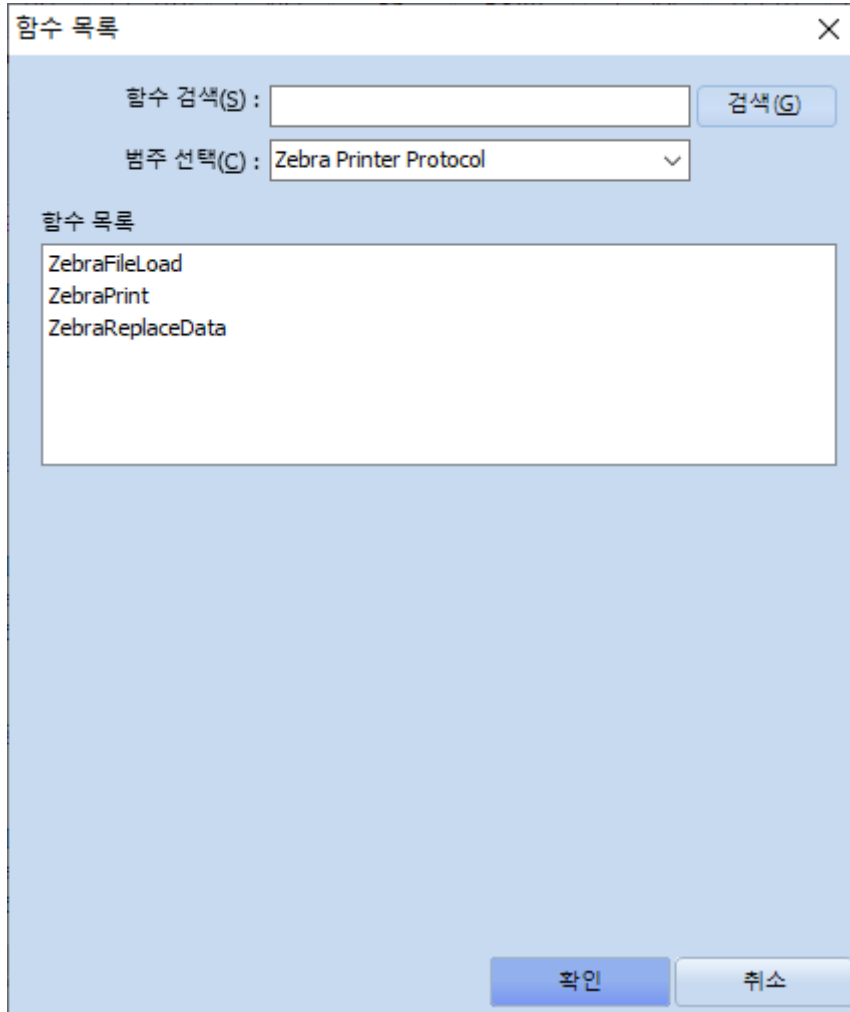 함수 목록
함수 검색(S) : 검색(G)
범주 선택(C) : Zebra Printer Protocol
함수 목록
ZebraFileLoad
ZebraPrint
ZebraReplaceData
확인 취소